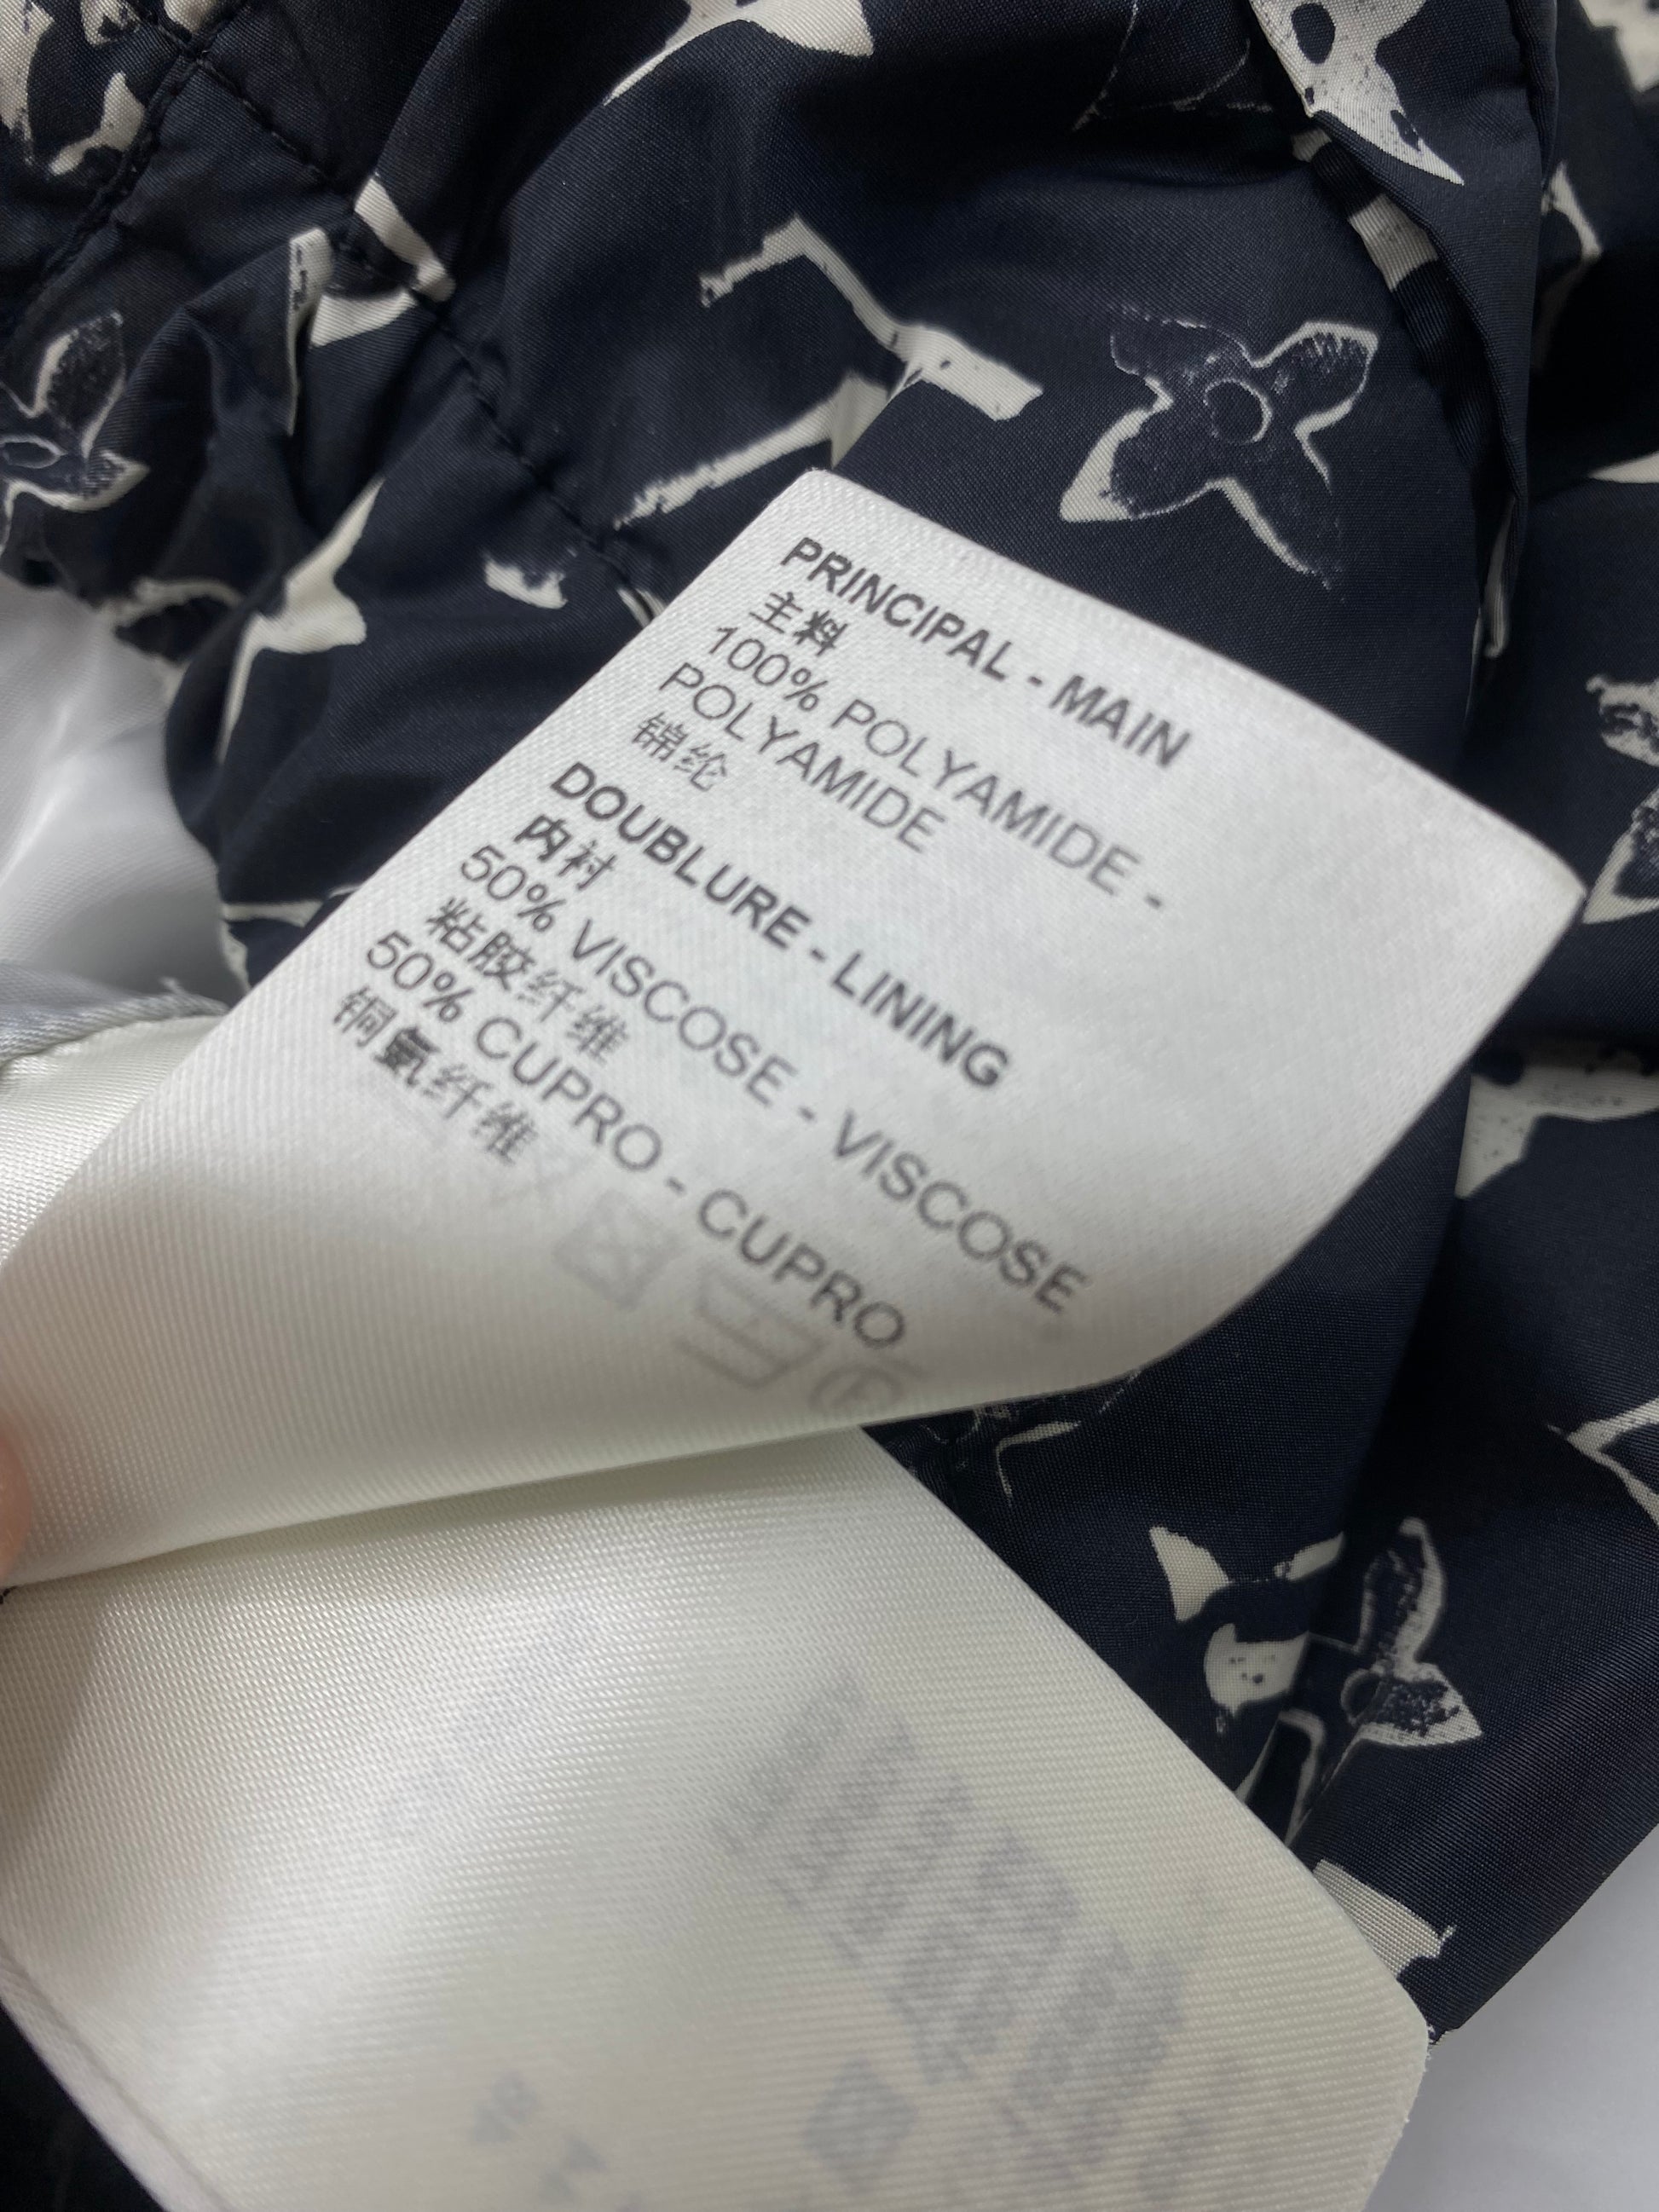 PRINCIPAL - MAIN
主料
100% POLYAMIDE -
POLYAMIDE
锦纶
DOUBLURE - LINING
内衬
50% VISCOSE - VISCOSE
粘胶纤维
50% CUPRO - CUPRO
铜氨纤维